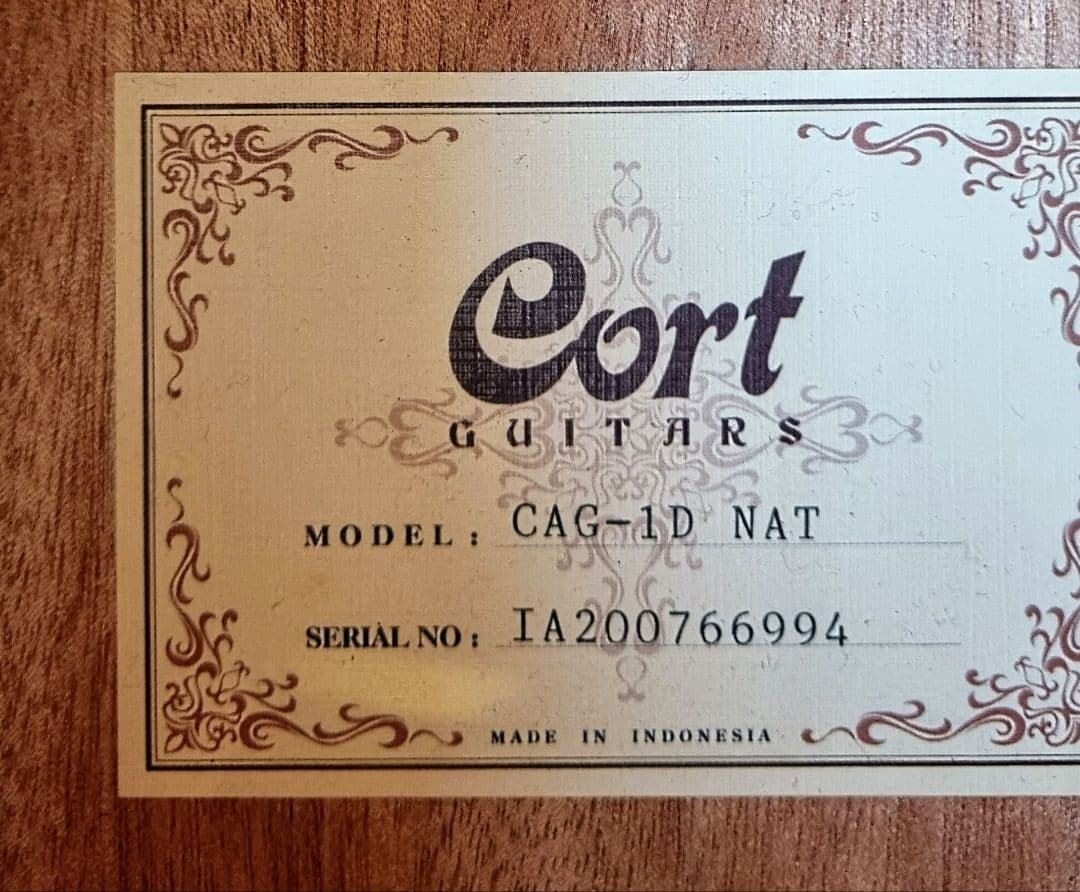 Cort
GUITARS
MODEL: CAG-1D NAT
SERIAL NO: IA200766994
MADE IN INDONESIA